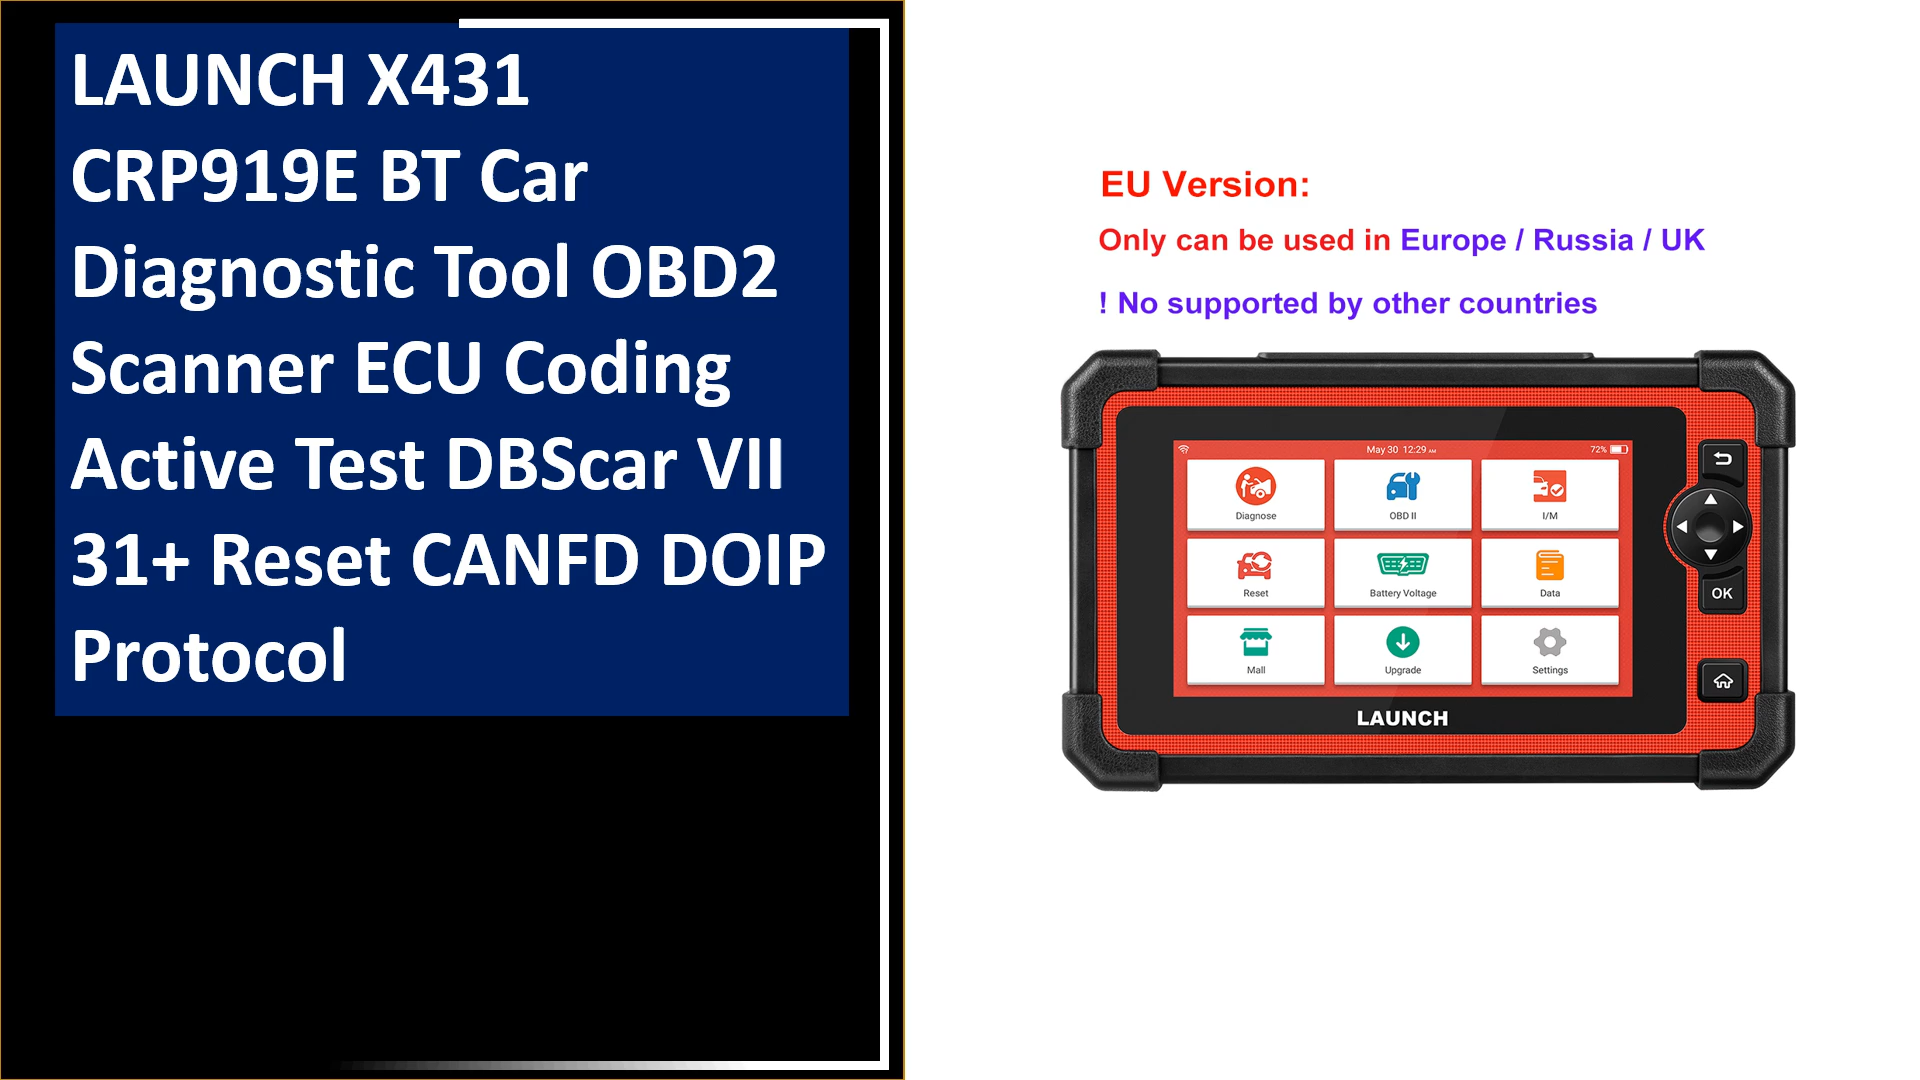 LAUNCH X431
CRP919E BT Car
Diagnostic Tool OBD2
Scanner ECU Coding
Active Test DBScar VII
31+ Reset CANFD DOIP
Protocol
EU Version:
Only can be used in Europe / Russia / UK
! No supported by other countries
May 30 12:29 AM 72%
Diagnose OBD II I/M
Reset Battery Voltage Data
Mall Upgrade Settings
OK
LAUNCH